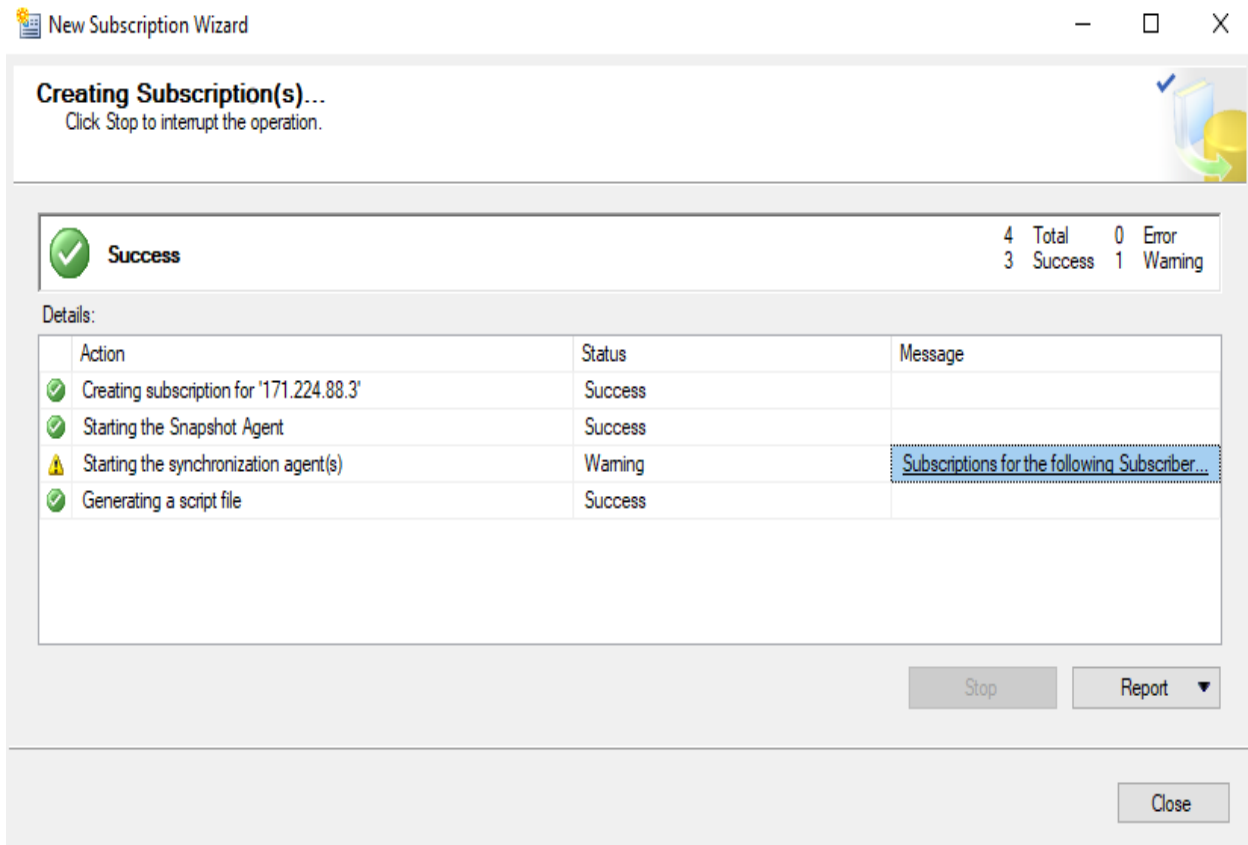 New Subscription Wizard
Creating Subscription(s)...
Click Stop to interrupt the operation.
Success
4 Total 0 Error
3 Success 1 Warning
Details:
Action Status Message
Creating subscription for '171.224.88.3' Success
Starting the Snapshot Agent Success
Starting the synchronization agent(s) Warning Subscriptions for the following Subscriber...
Generating a script file Success
Stop Report
Close